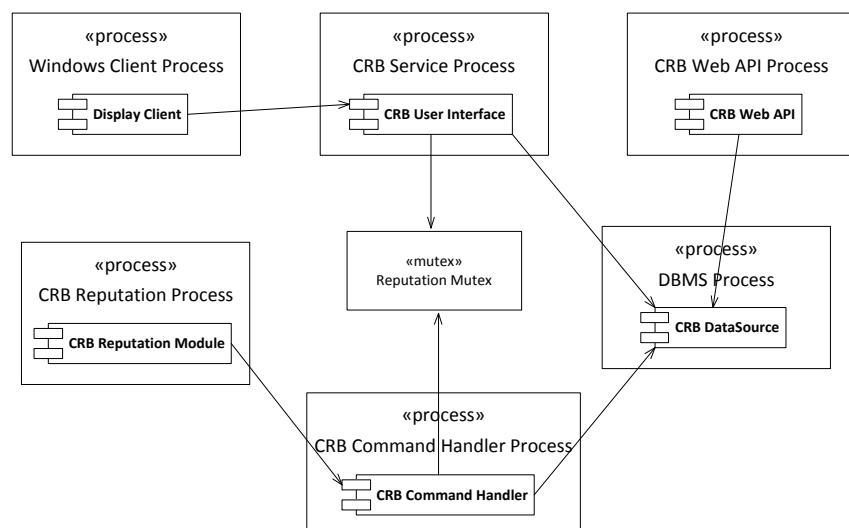 «process»
Windows Client Process
Display Client
«process»
CRB Service Process
CRB User Interface
«process»
CRB Web API Process
CRB Web API
«process»
CRB Reputation Process
CRB Reputation Module
«mutex»
Reputation Mutex
«process»
DBMS Process
CRB DataSource
«process»
CRB Command Handler Process
CRB Command Handler